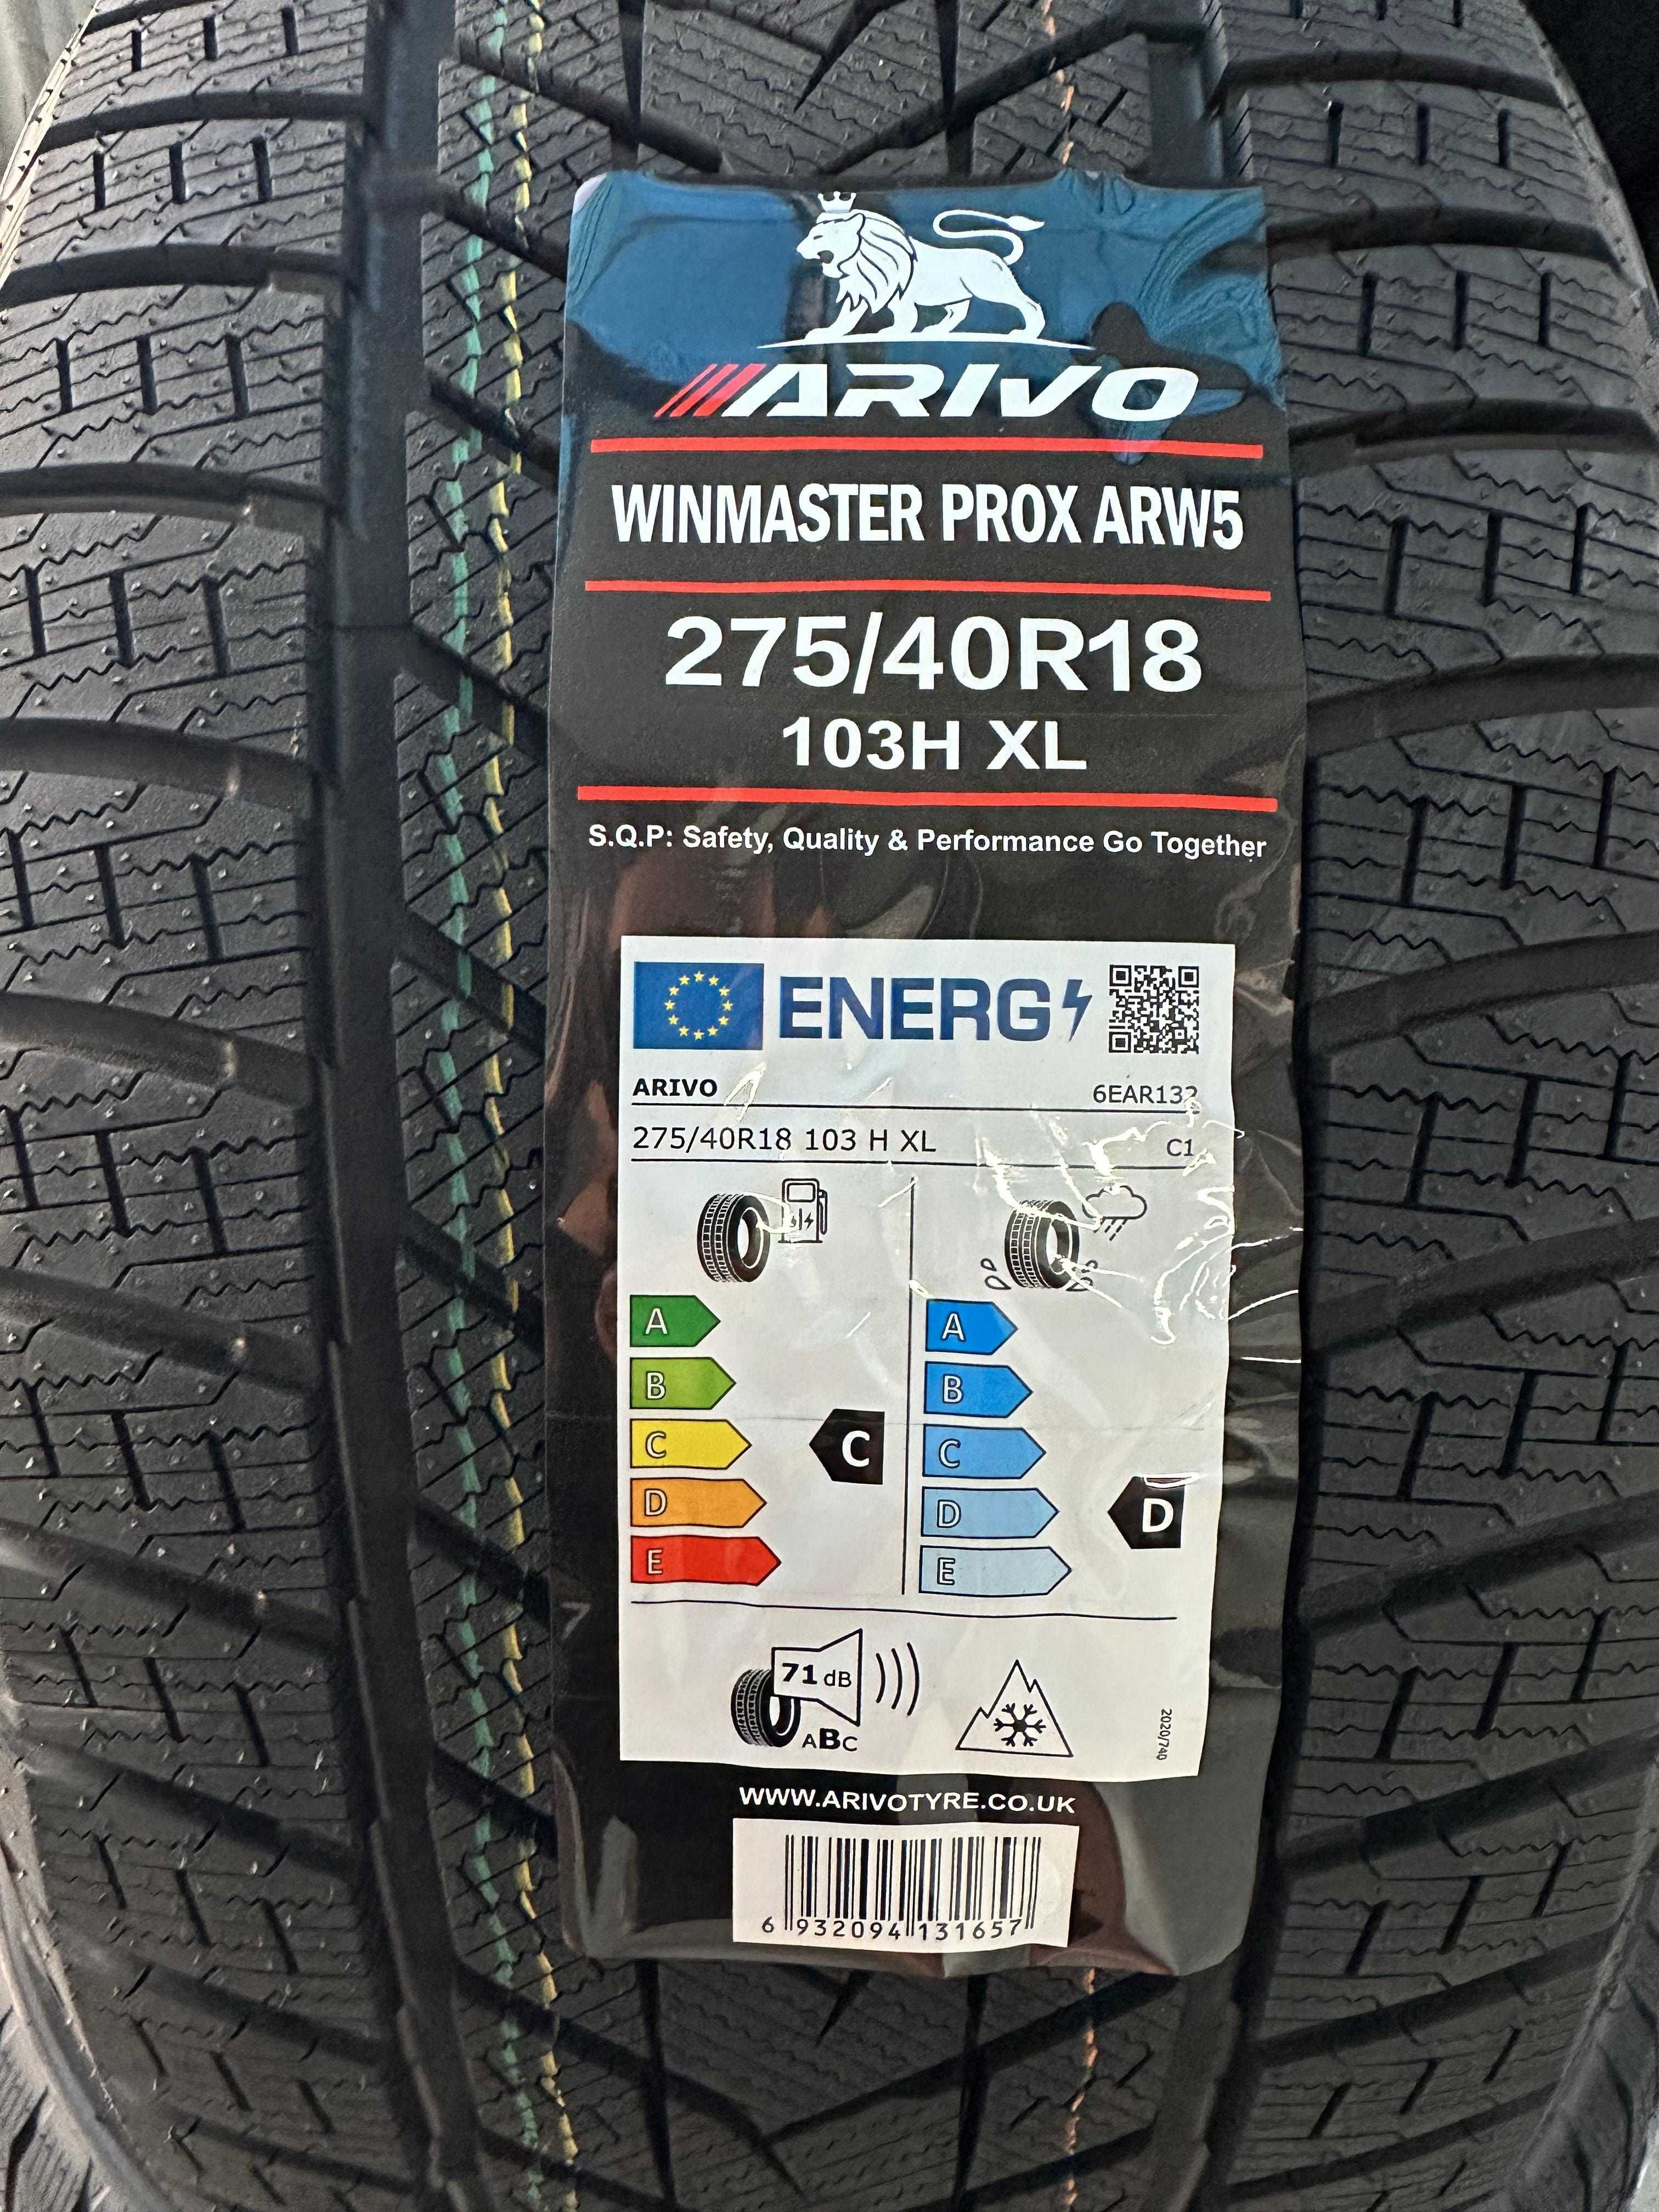 ARIVO
WINMASTER PROX ARW5
275/40R18
103H XL
S.Q.P: Safety, Quality & Performance Go Together
ENERG
ARIVO 6EAR132
275/40R18 103 H XL C1
A A
B B
C C C
D D D
E E
71 dB
ABC
2020/740
WWW.ARIVOTYRE.CO.UK
6 932094 131657